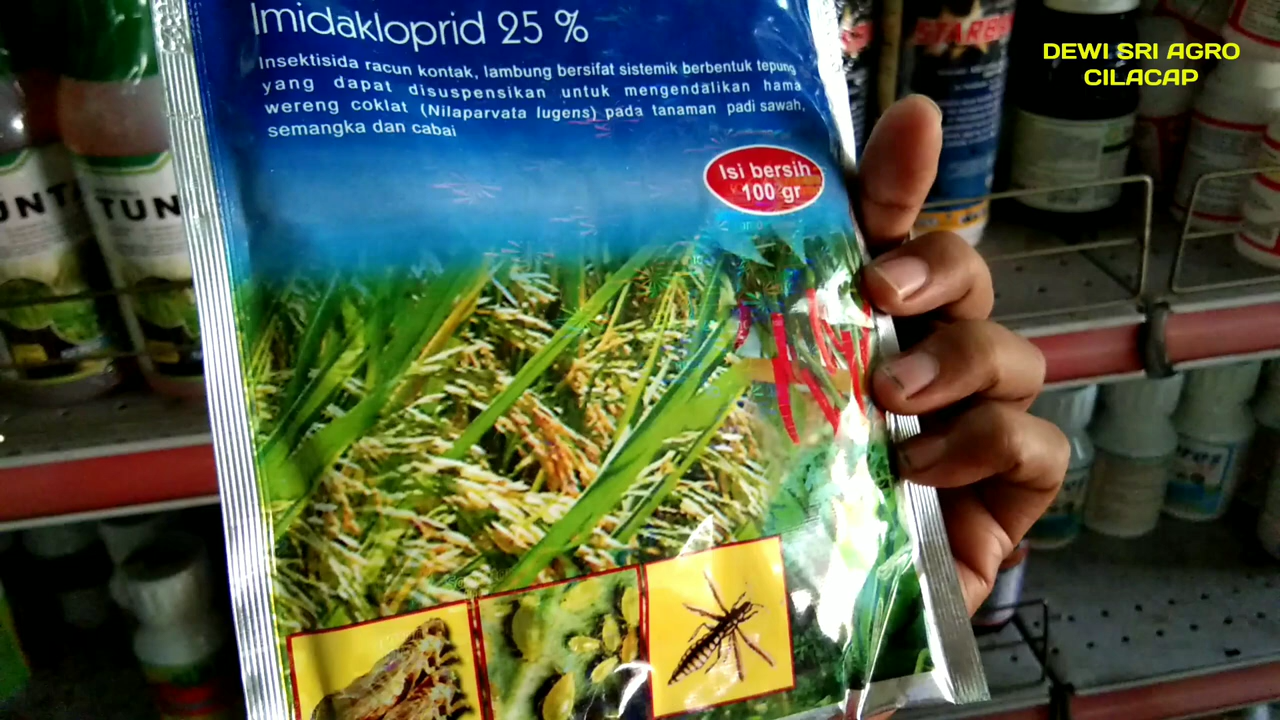 Imidakloprid 25 %
Insektisida racun kontak, lambung bersifat sistemik berbentuk tepung
yang dapat disuspensikan untuk mengendalikan hama
wereng coklat (Nilaparvata lugens) pada tanaman padi sawah,
semangka dan cabai
Isi bersih
100 gr
DEWI SRI AGRO
CILACAP